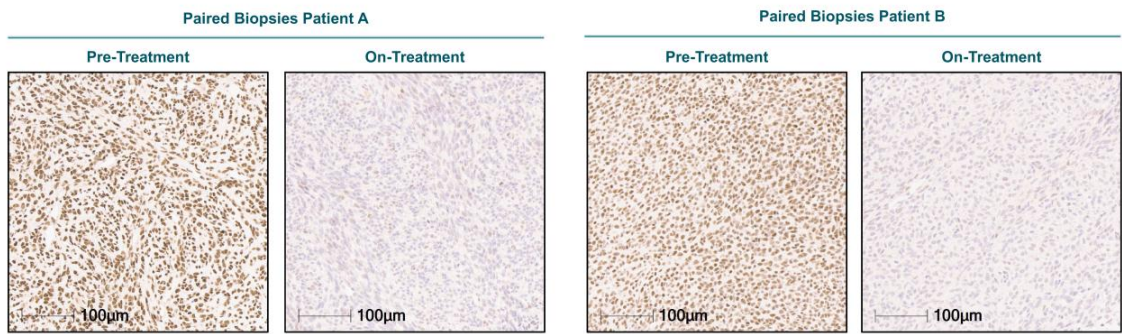 Paired Biopsies Patient A
Paired Biopsies Patient B
Pre-Treatment
On-Treatment
Pre-Treatment
On-Treatment
100µm
100µm
100µm
100µm